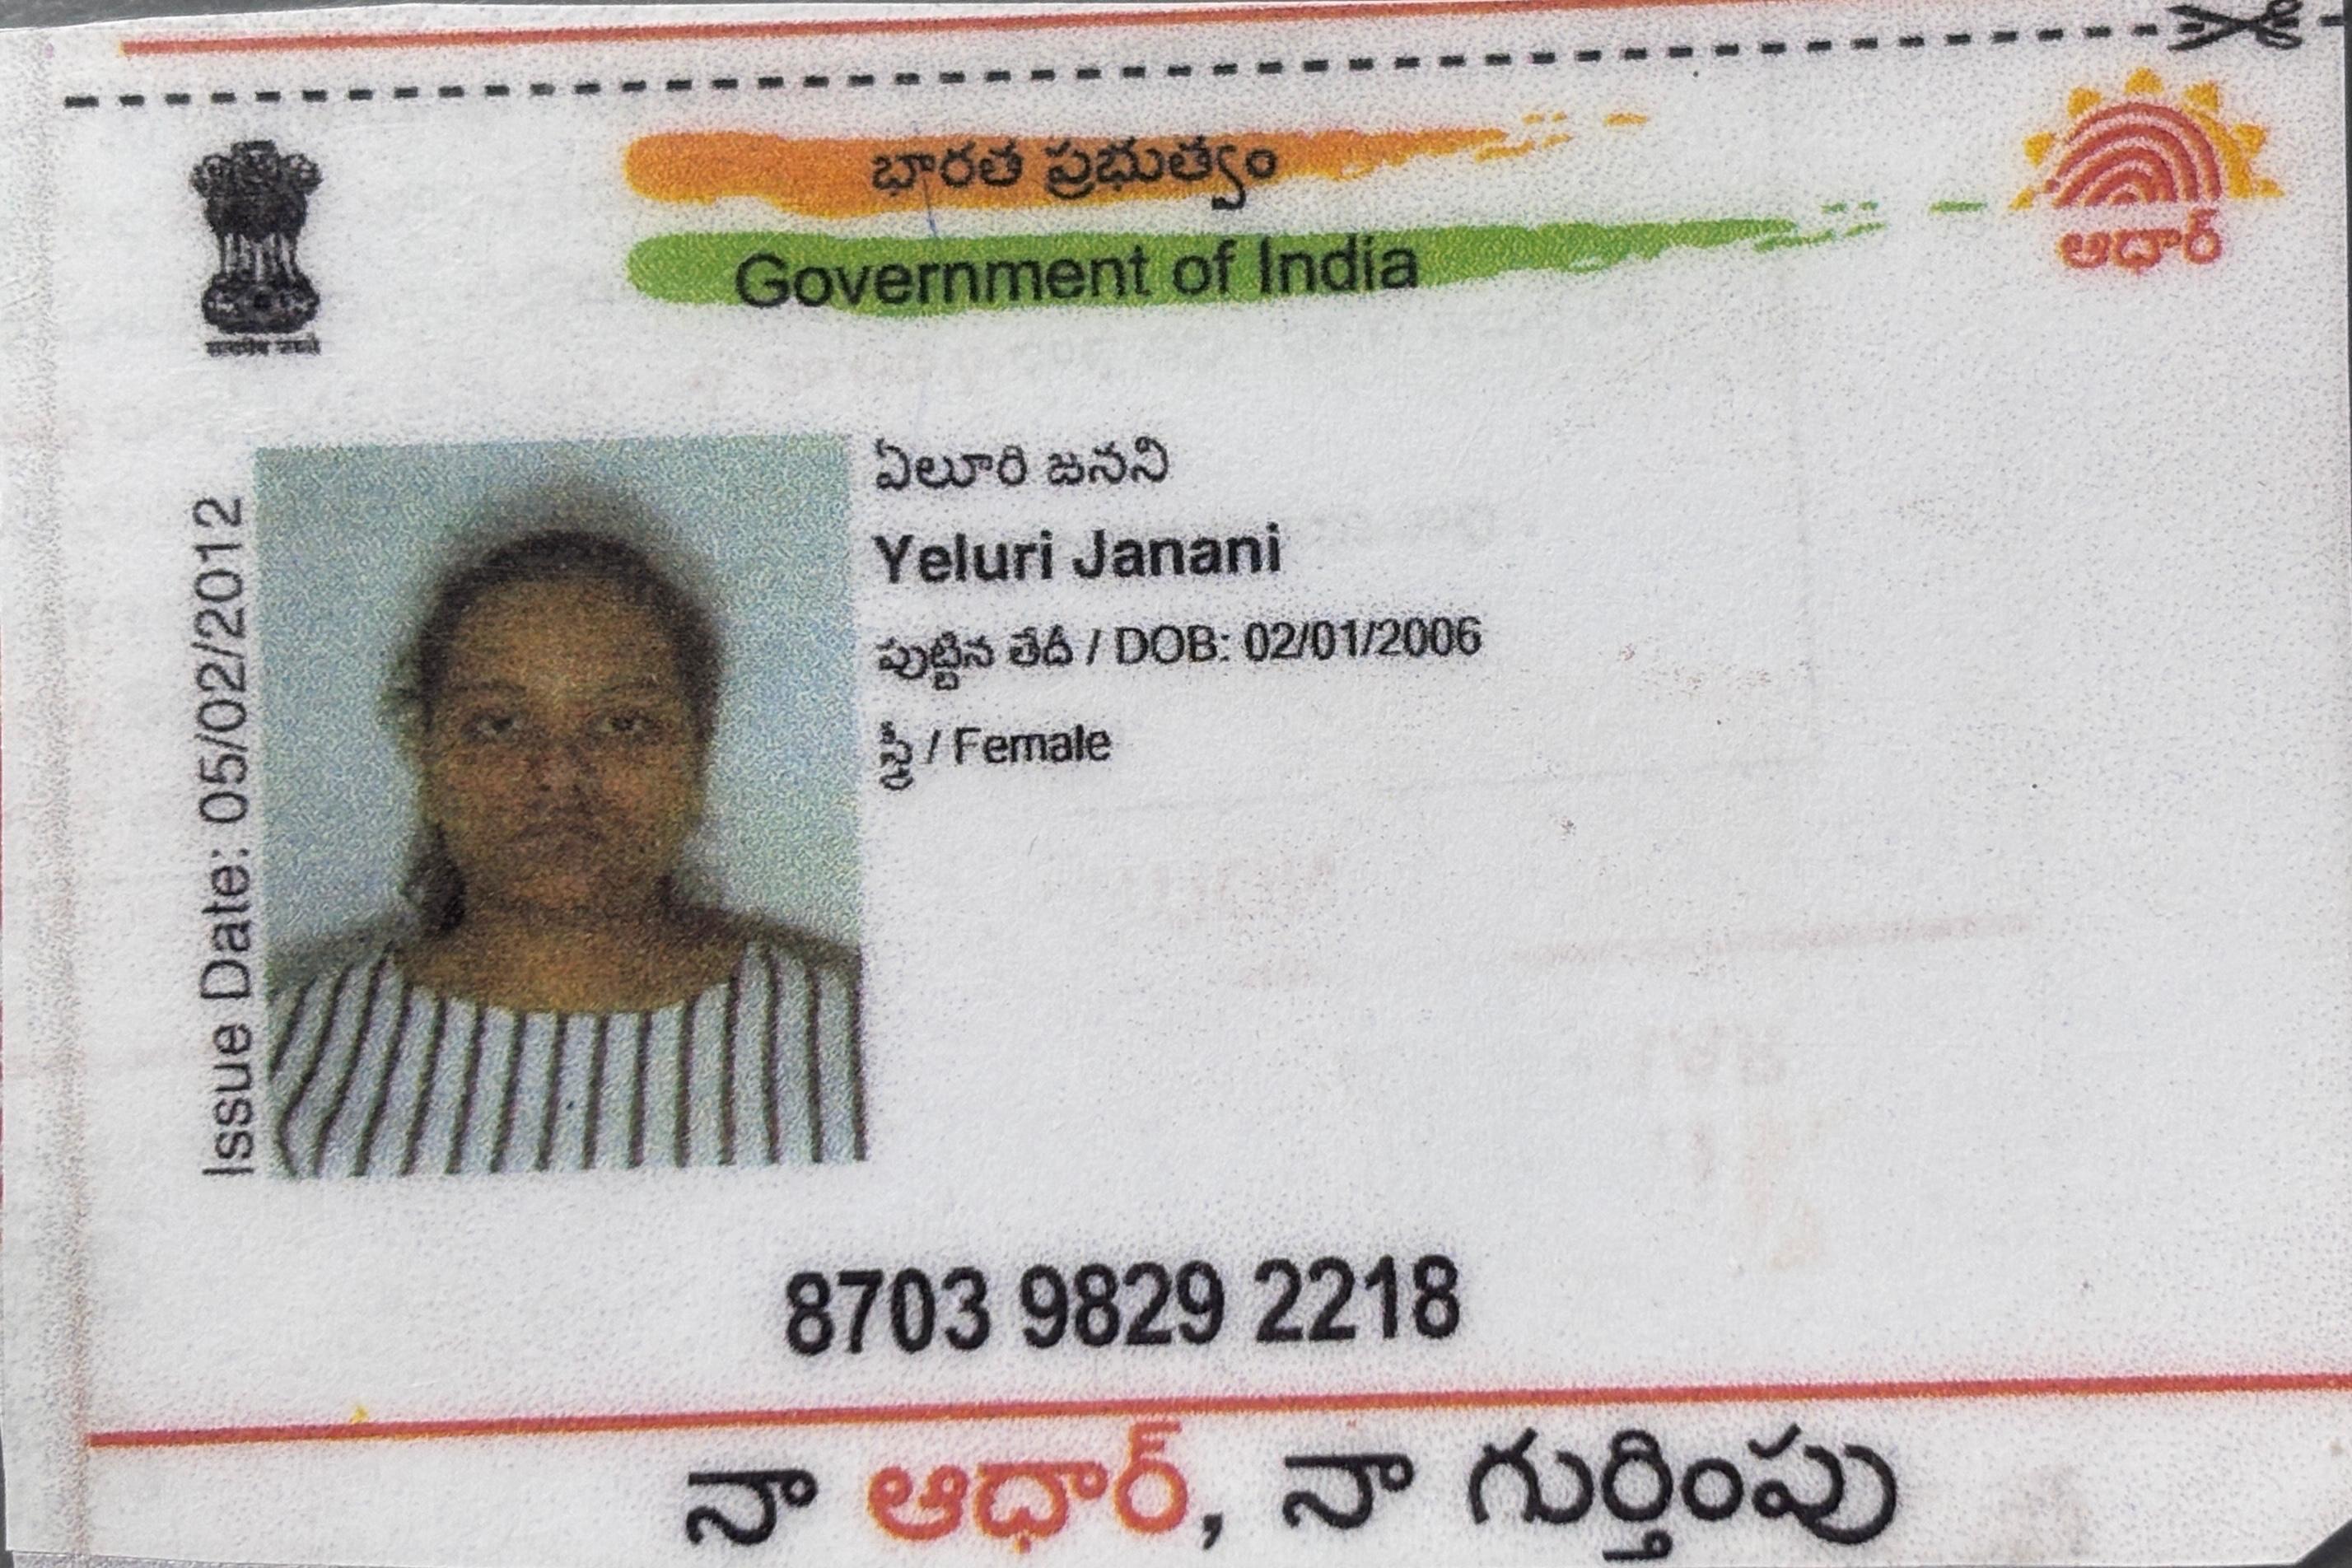 భారత ప్రభుత్వం
Government of India
ఆధార్
ఏలూరి జనని
Yeluri Janani
పుట్టిన తేదీ / DOB: 02/01/2006
స్త్రీ / Female
Issue Date: 05/02/2012
8703 9829 2218
నా ఆధార్, నా గుర్తింపు